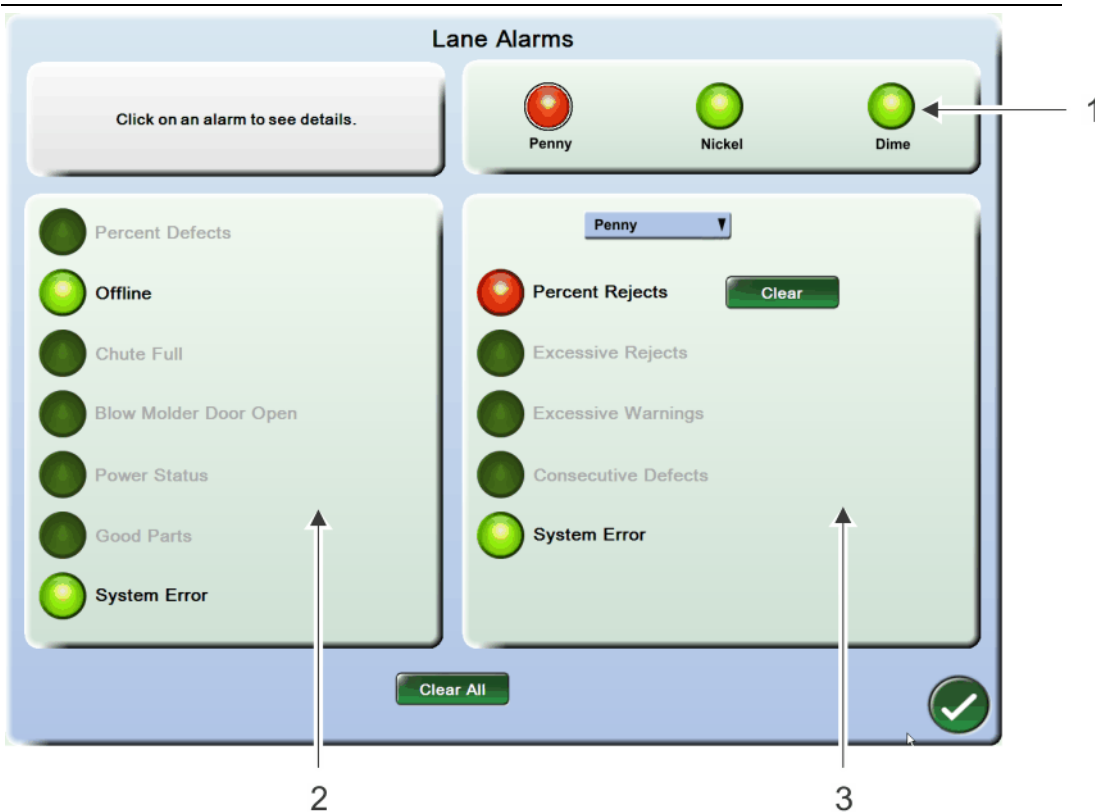 Lane Alarms
Click on an alarm to see details.
Penny
Nickel
Dime
1
Percent Defects
Offline
Chute Full
Blow Molder Door Open
Power Status
Good Parts
System Error
Penny
Percent Rejects
Clear
Excessive Rejects
Excessive Warnings
Consecutive Defects
System Error
Clear All
2
3